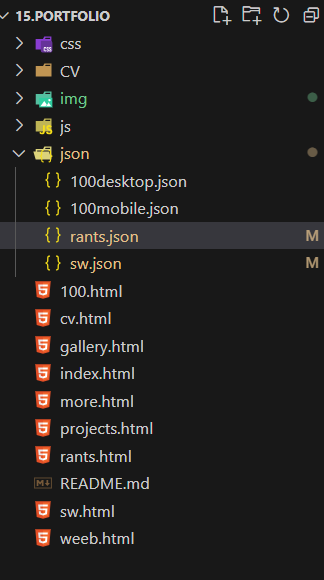 15.PORTFOLIO
css
CV
img
js
json
100desktop.json
100mobile.json
rants.json M
sw.json M
100.html
cv.html
gallery.html
index.html
more.html
projects.html
rants.html
README.md
sw.html
weeb.html